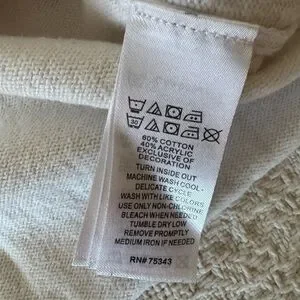 30
60% COTTON
40% ACRYLIC
EXCLUSIVE OF
DECORATION
TURN INSIDE OUT
MACHINE WASH COOL-
DELICATE CYCLE
WASH WITH LIKE COLORS
USE ONLY NON-CHLORINE
BLEACH WHEN NEEDED
TUMBLE DRY LOW
REMOVE PROMPTLY
MEDIUM IRON IF NEEDED
RN# 75343